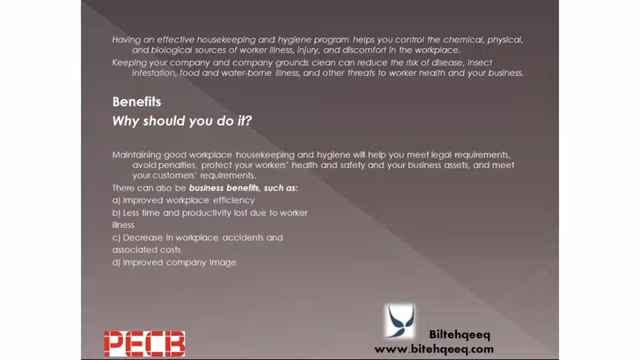 Having an effective housekeeping and hygiene program helps you control the chemical, physical,
and biological sources of worker illness, injury, and discomfort in the workplace.
Keeping your company and company grounds clean can reduce the risk of disease, insect
infestation, food and water-borne illness, and other threats to worker health and your business.
Benefits
Why should you do it?
Maintaining good workplace housekeeping and hygiene will help you meet legal requirements,
avoid penalties, protect your workers' health and safety and your business assets, and meet
your customers' requirements.
There can also be business benefits, such as:
a) Improved workplace efficiency
b) Less time and productivity lost due to worker
illness
c) Decrease in workplace accidents and
associated costs
d) Improved company image
PECB
Biltehqeeq
www.bitehqeeq.com